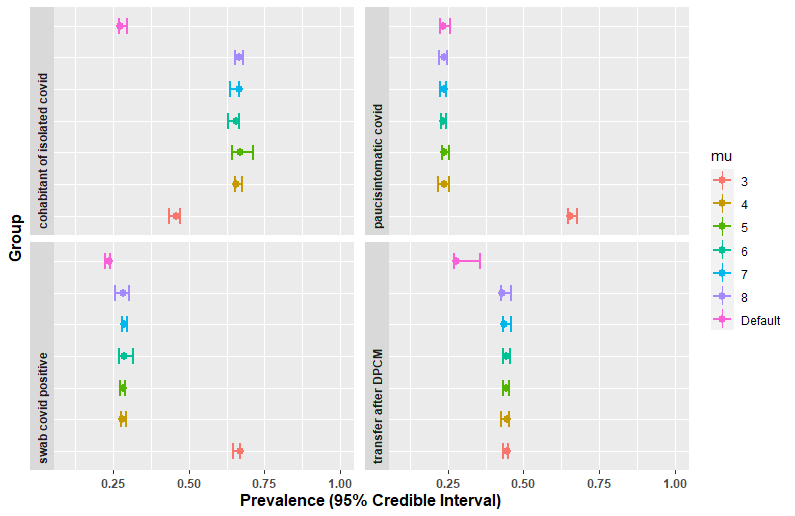 Group
cohabitant of isolated covid
paucisintomatic covid
swab covid positive
transfer after DPCM
0.25 0.50 0.75 1.00
0.25 0.50 0.75 1.00
Prevalence (95% Credible Interval)
mu
3
4
5
6
7
8
Default